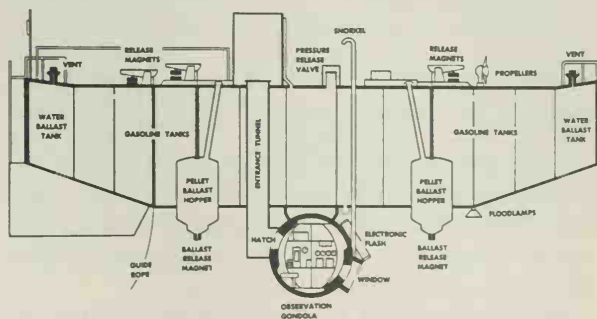 SNORKEL
RELEASE
MAGNETS
VENT
PRESSURE
RELEASE
VALVE
RELEASE
MAGNETS
PROPELLERS
VENT
WATER
BALLAST
TANK
GASOLINE TANKS
ENTRANCE TUNNEL
GASOLINE TANKS
WATER
BALLAST
TANK
PELLET
BALLAST
HOPPER
PELLET
BALLAST
HOPPER
FLOODLAMPS
GUIDE
ROPE
BALLAST
RELEASE
MAGNET
HATCH
ELECTRONIC
FLASH
WINDOW
BALLAST
RELEASE
MAGNET
OBSERVATION
GONDOLA